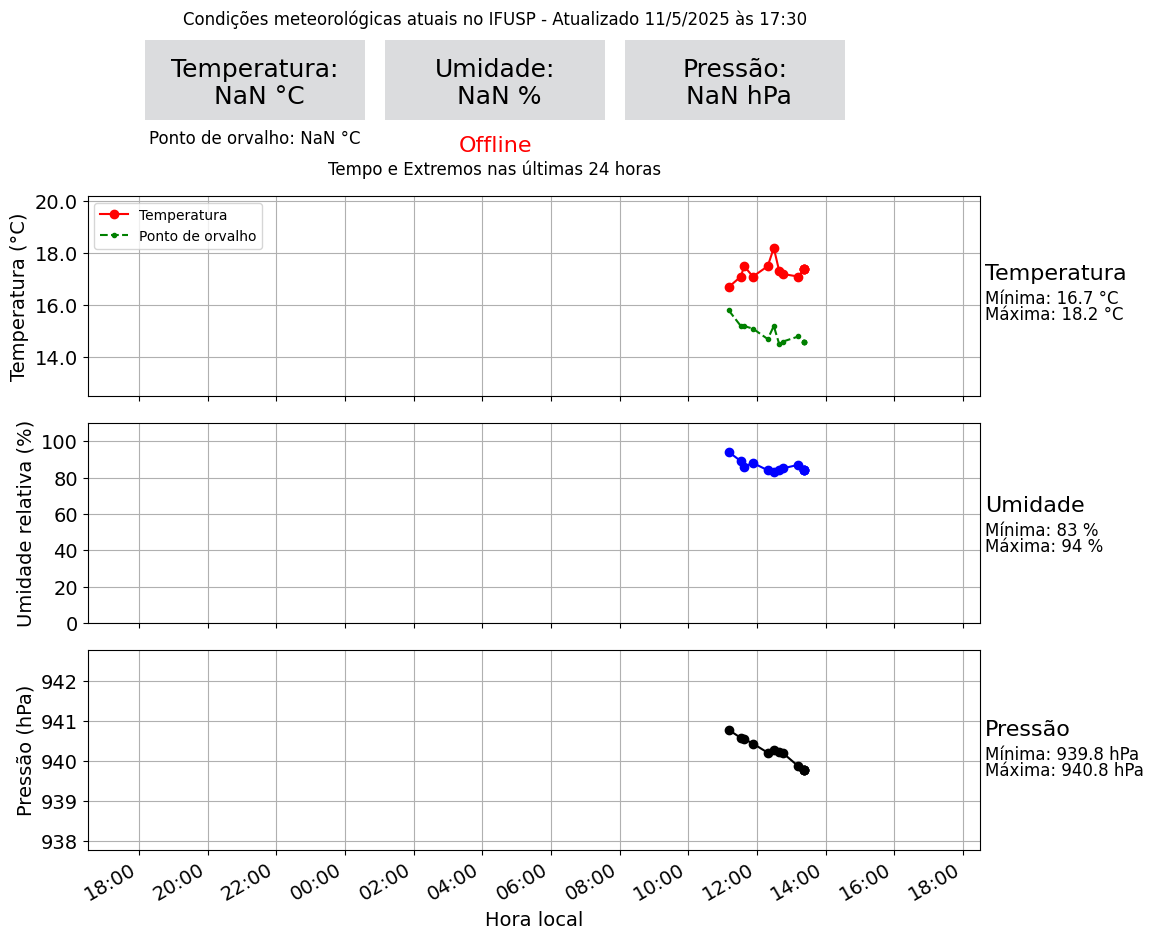 Condições meteorológicas atuais no IFUSP - Atualizado 11/5/2025 às 17:30
Temperatura:
NaN °C
Umidade:
NaN %
Pressão:
NaN hPa
Ponto de orvalho: NaN °C
Offline
Tempo e Extremos nas últimas 24 horas
Temperatura (°C)
20.0
18.0
16.0
14.0
Temperatura
Ponto de orvalho
Temperatura
Mínima: 16.7 °C
Máxima: 18.2 °C
Umidade relativa (%)
100
80
60
40
20
0
Umidade
Mínima: 83 %
Máxima: 94 %
Pressão (hPa)
942
941
940
939
938
Pressão
Mínima: 939.8 hPa
Máxima: 940.8 hPa
18:00
20:00
22:00
00:00
02:00
04:00
06:00
08:00
10:00
12:00
14:00
16:00
18:00
Hora local